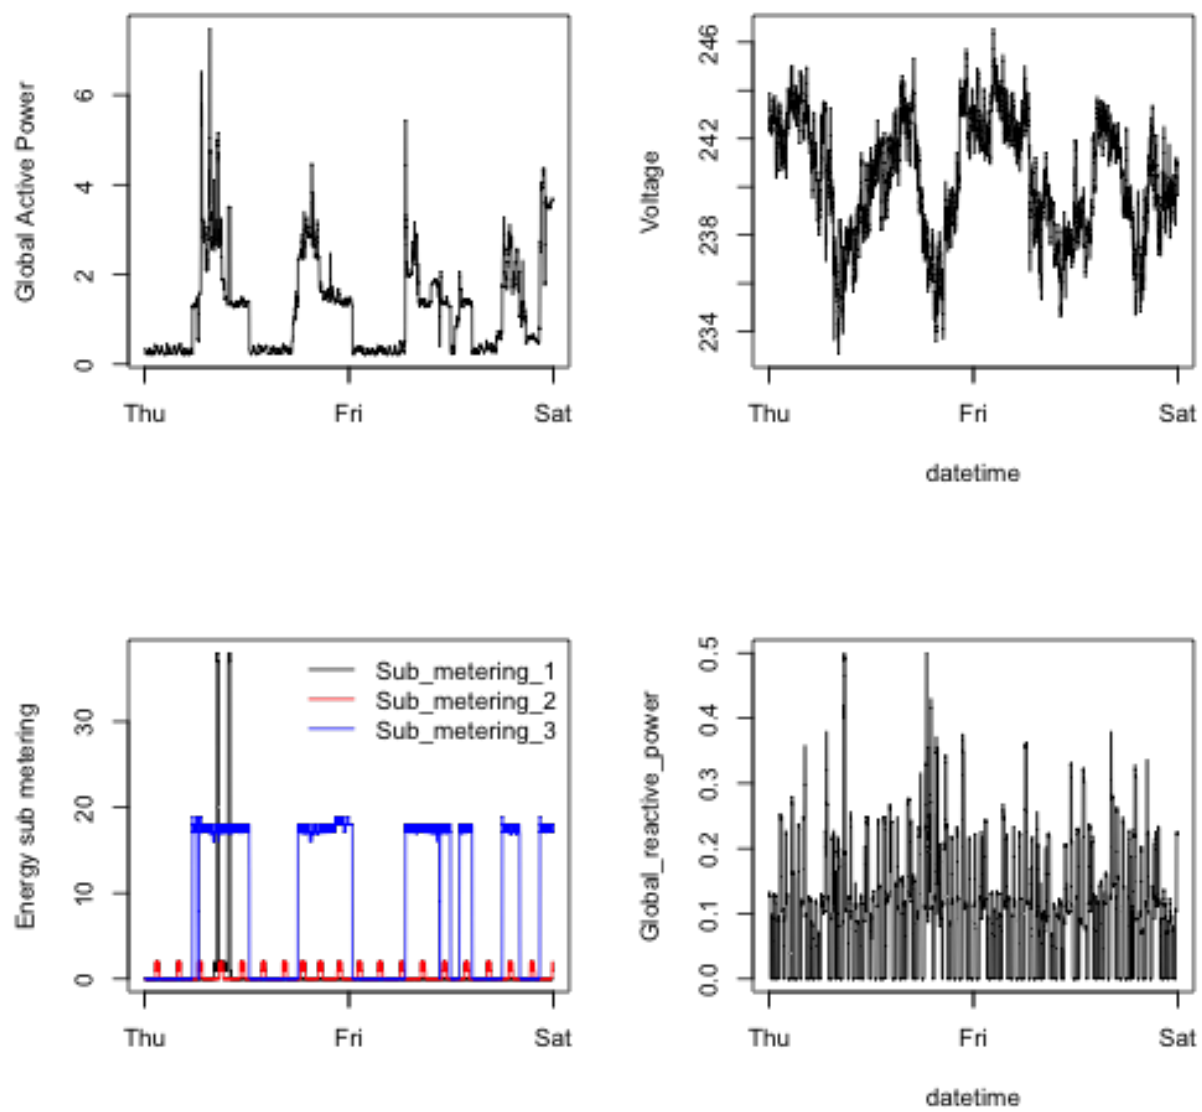 Global Active Power
0 2 4 6
Thu Fri Sat
Voltage
234 238 242 246
Thu Fri Sat
datetime
Energy sub metering
0 10 20 30
Sub_metering_1
Sub_metering_2
Sub_metering_3
Thu Fri Sat
Global_reactive_power
0.0 0.1 0.2 0.3 0.4 0.5
Thu Fri Sat
datetime